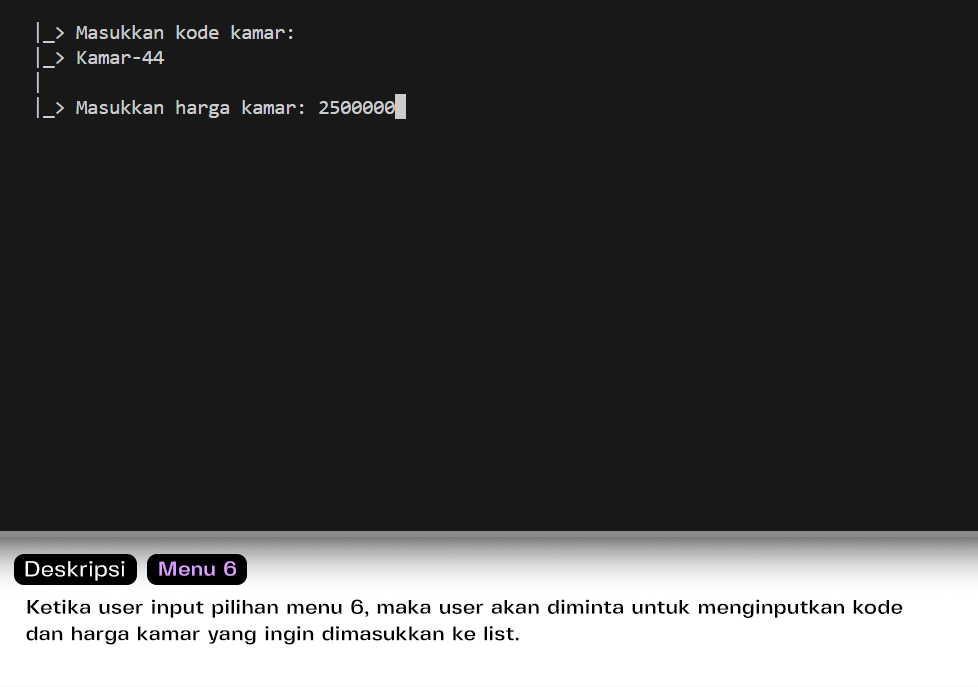 |_> Masukkan kode kamar:
|_> Kamar-44
|
|_> Masukkan harga kamar: 2500000
Deskripsi Menu 6
Ketika user input pilihan menu 6, maka user akan diminta untuk menginputkan kode
dan harga kamar yang ingin dimasukkan ke list.